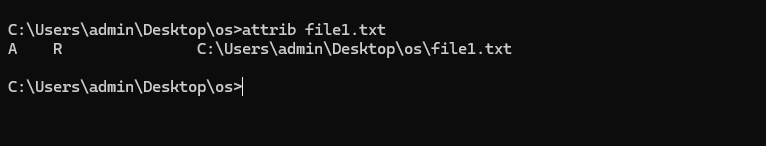 C:\Users\admin\Desktop\os>attrib file1.txt
A    R               C:\Users\admin\Desktop\os\file1.txt
C:\Users\admin\Desktop\os>